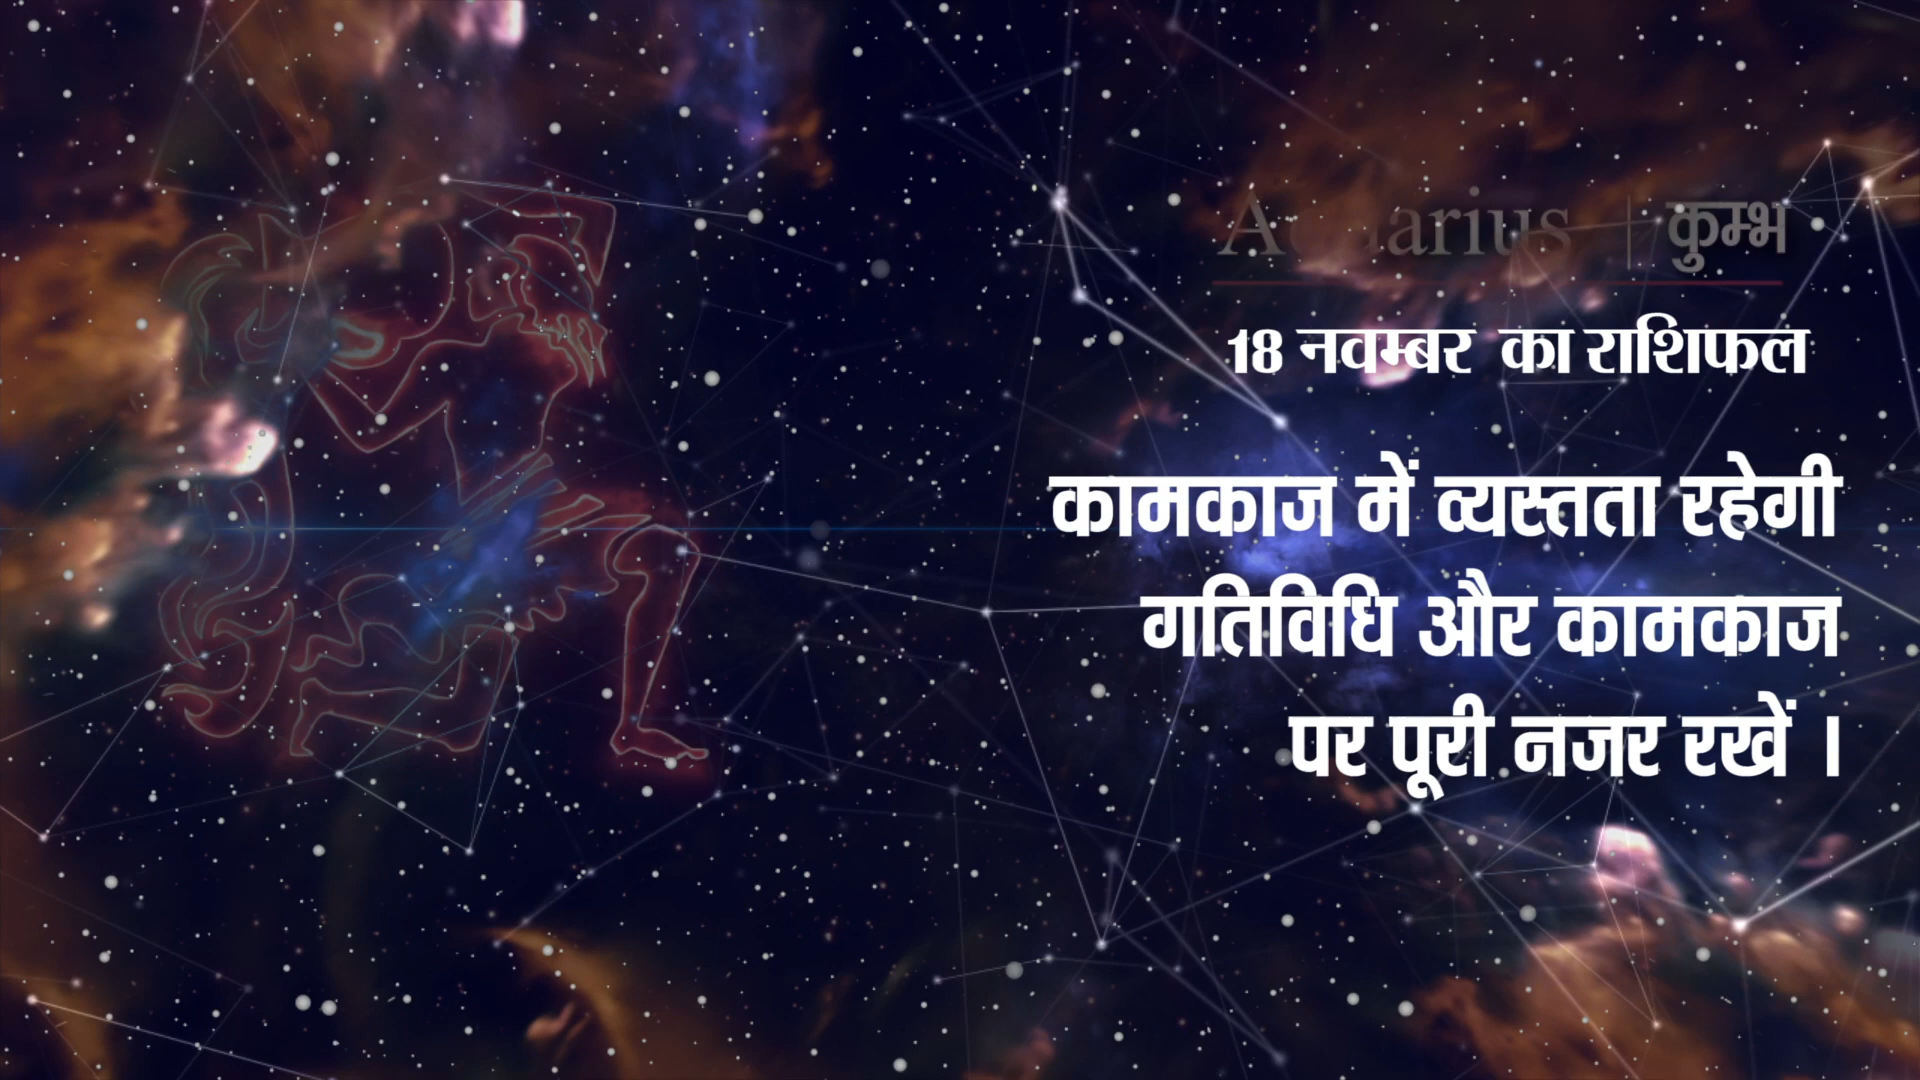 Aquarius | कुम्भ
18 नवम्बर का राशिफल
कामकाज में व्यस्तता रहेगी
गतिविधि और कामकाज
पर पूरी नजर रखें ।